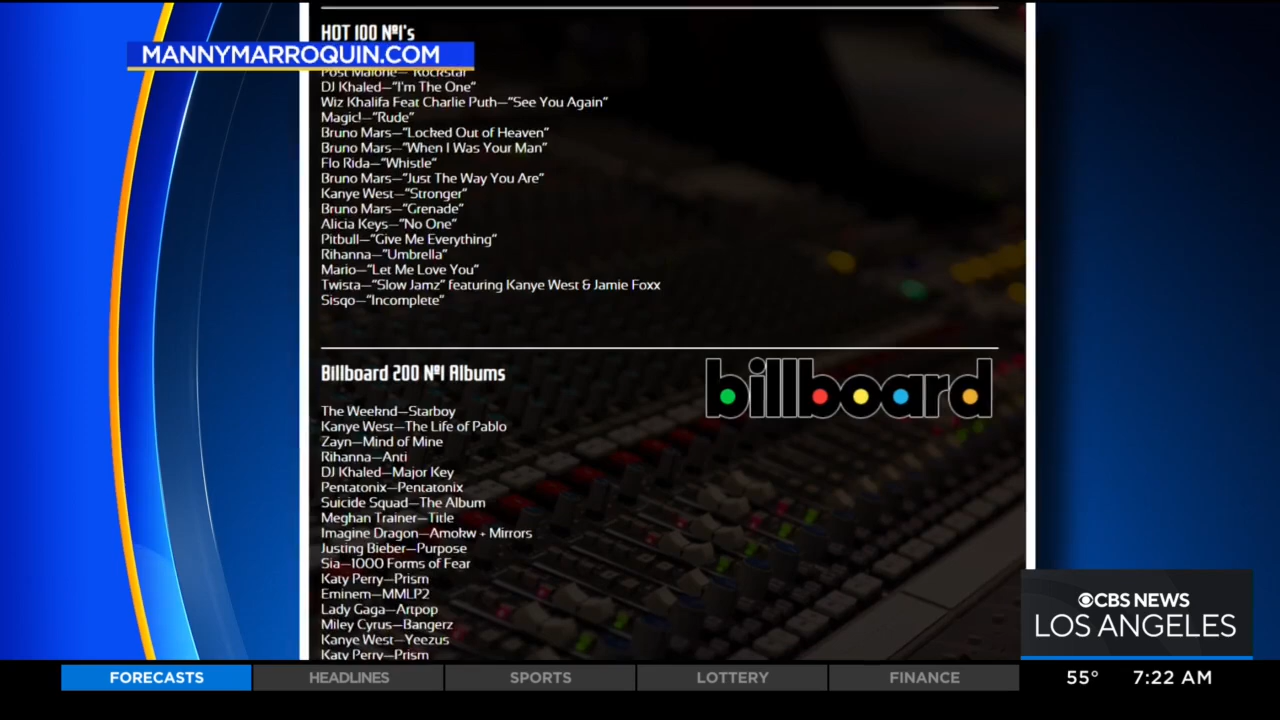 HOT 100 Nº1's
MANNYMARROQUIN.COM
Post Malone—"Rockstar"
DJ Khaled—"I'm The One"
Wiz Khalifa Feat Charlie Puth—"See You Again"
Magic!—"Rude"
Bruno Mars—"Locked Out of Heaven"
Bruno Mars—"When I Was Your Man"
Flo Rida—"Whistle"
Bruno Mars—"Just The Way You Are"
Kanye West—"Stronger"
Bruno Mars—"Grenade"
Alicia Keys—"No One"
Pitbull—"Give Me Everything"
Rihanna—"Umbrella"
Mario—"Let Me Love You"
Twista—"Slow Jamz" featuring Kanye West & Jamie Foxx
Sisqo—"Incomplete"
Billboard 200 Nº1 Albums
billboard
The Weeknd—Starboy
Kanye West—The Life of Pablo
Zayn—Mind of Mine
Rihanna—Anti
DJ Khaled—Major Key
Pentatonix—Pentatonix
Suicide Squad—The Album
Meghan Trainer—Title
Imagine Dragon—Amokw + Mirrors
Justing Bieber—Purpose
Sia—1000 Forms of Fear
Katy Perry—Prism
Eminem—MMLP2
Lady Gaga—Artpop
Miley Cyrus—Bangerz
Kanye West—Yeezus
Katy Perry—Prism
CBS NEWS
LOS ANGELES
FORECASTS HEADLINES SPORTS LOTTERY FINANCE 55° 7:22 AM